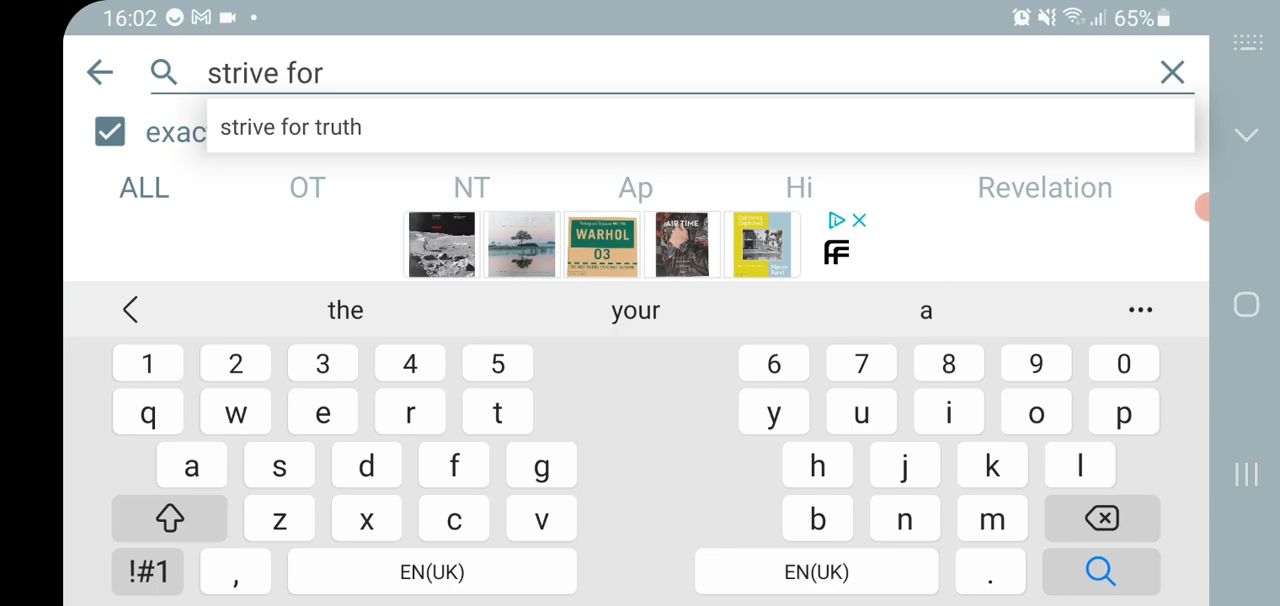 16:02 65%
strive for
exac
strive for truth
ALL OT NT Ap Hi Revelation
WARHOL
03
AIR TIME
the your a
1 2 3 4 5 6 7 8 9 0
q w e r t y u i o p
a s d f g h j k l
z x c v b n m
!#1 , EN(UK) EN(UK) .